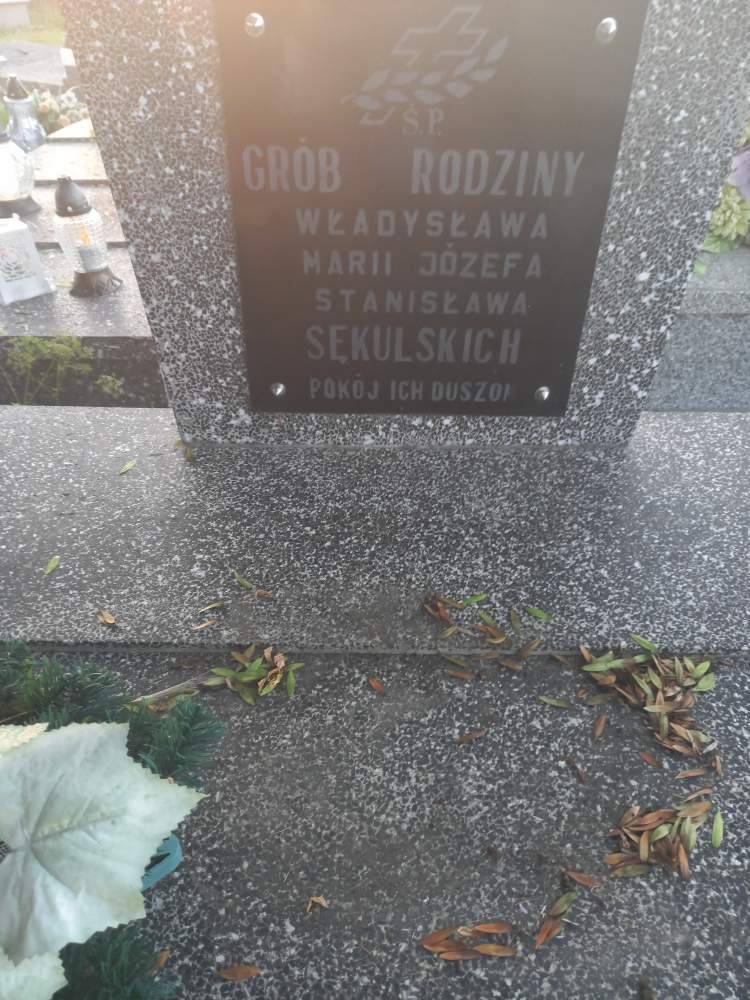 Ś.P.
GRÓB RODZINY
WŁADYSŁAWA
MARII JÓZEFA
STANISŁAWA
SĘKULSKICH
POKÓJ ICH DUSZOM